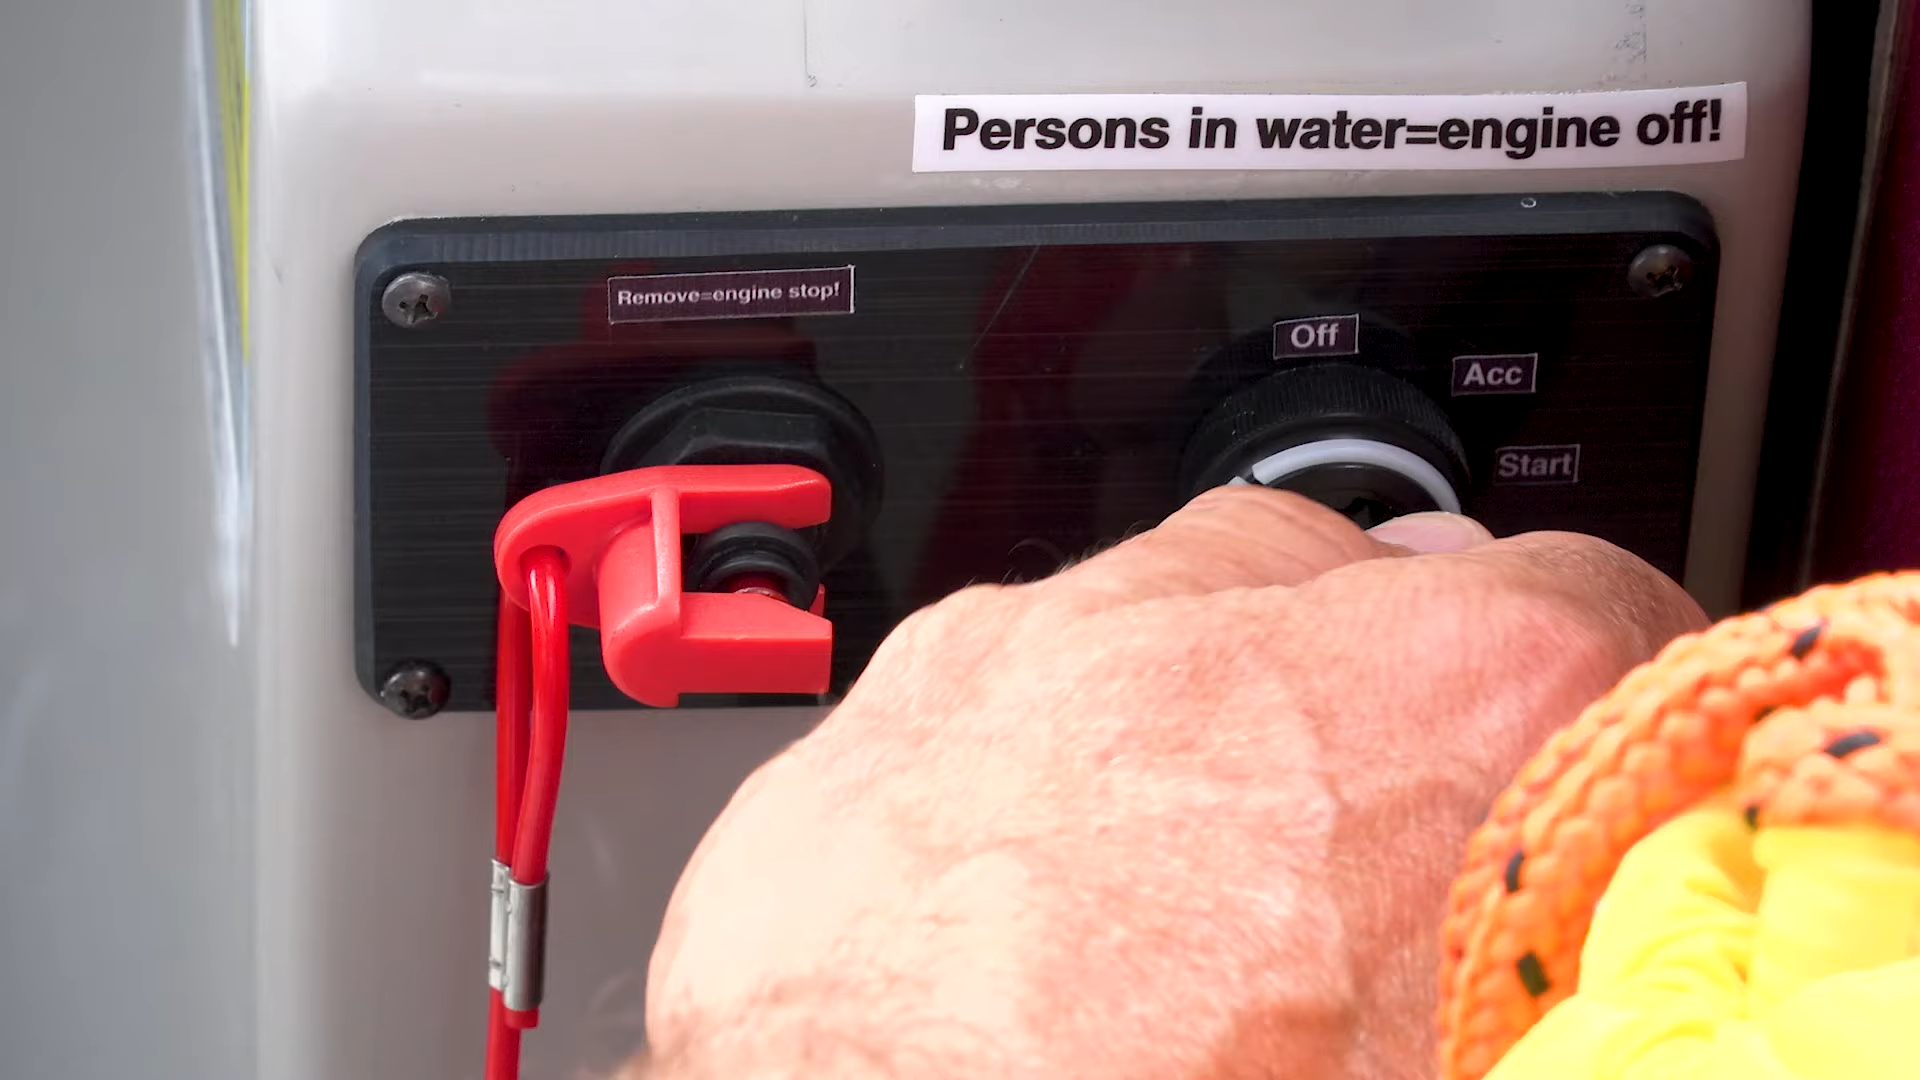 Persons in water=engine off!
Remove=engine stop!
Off
Acc
Start